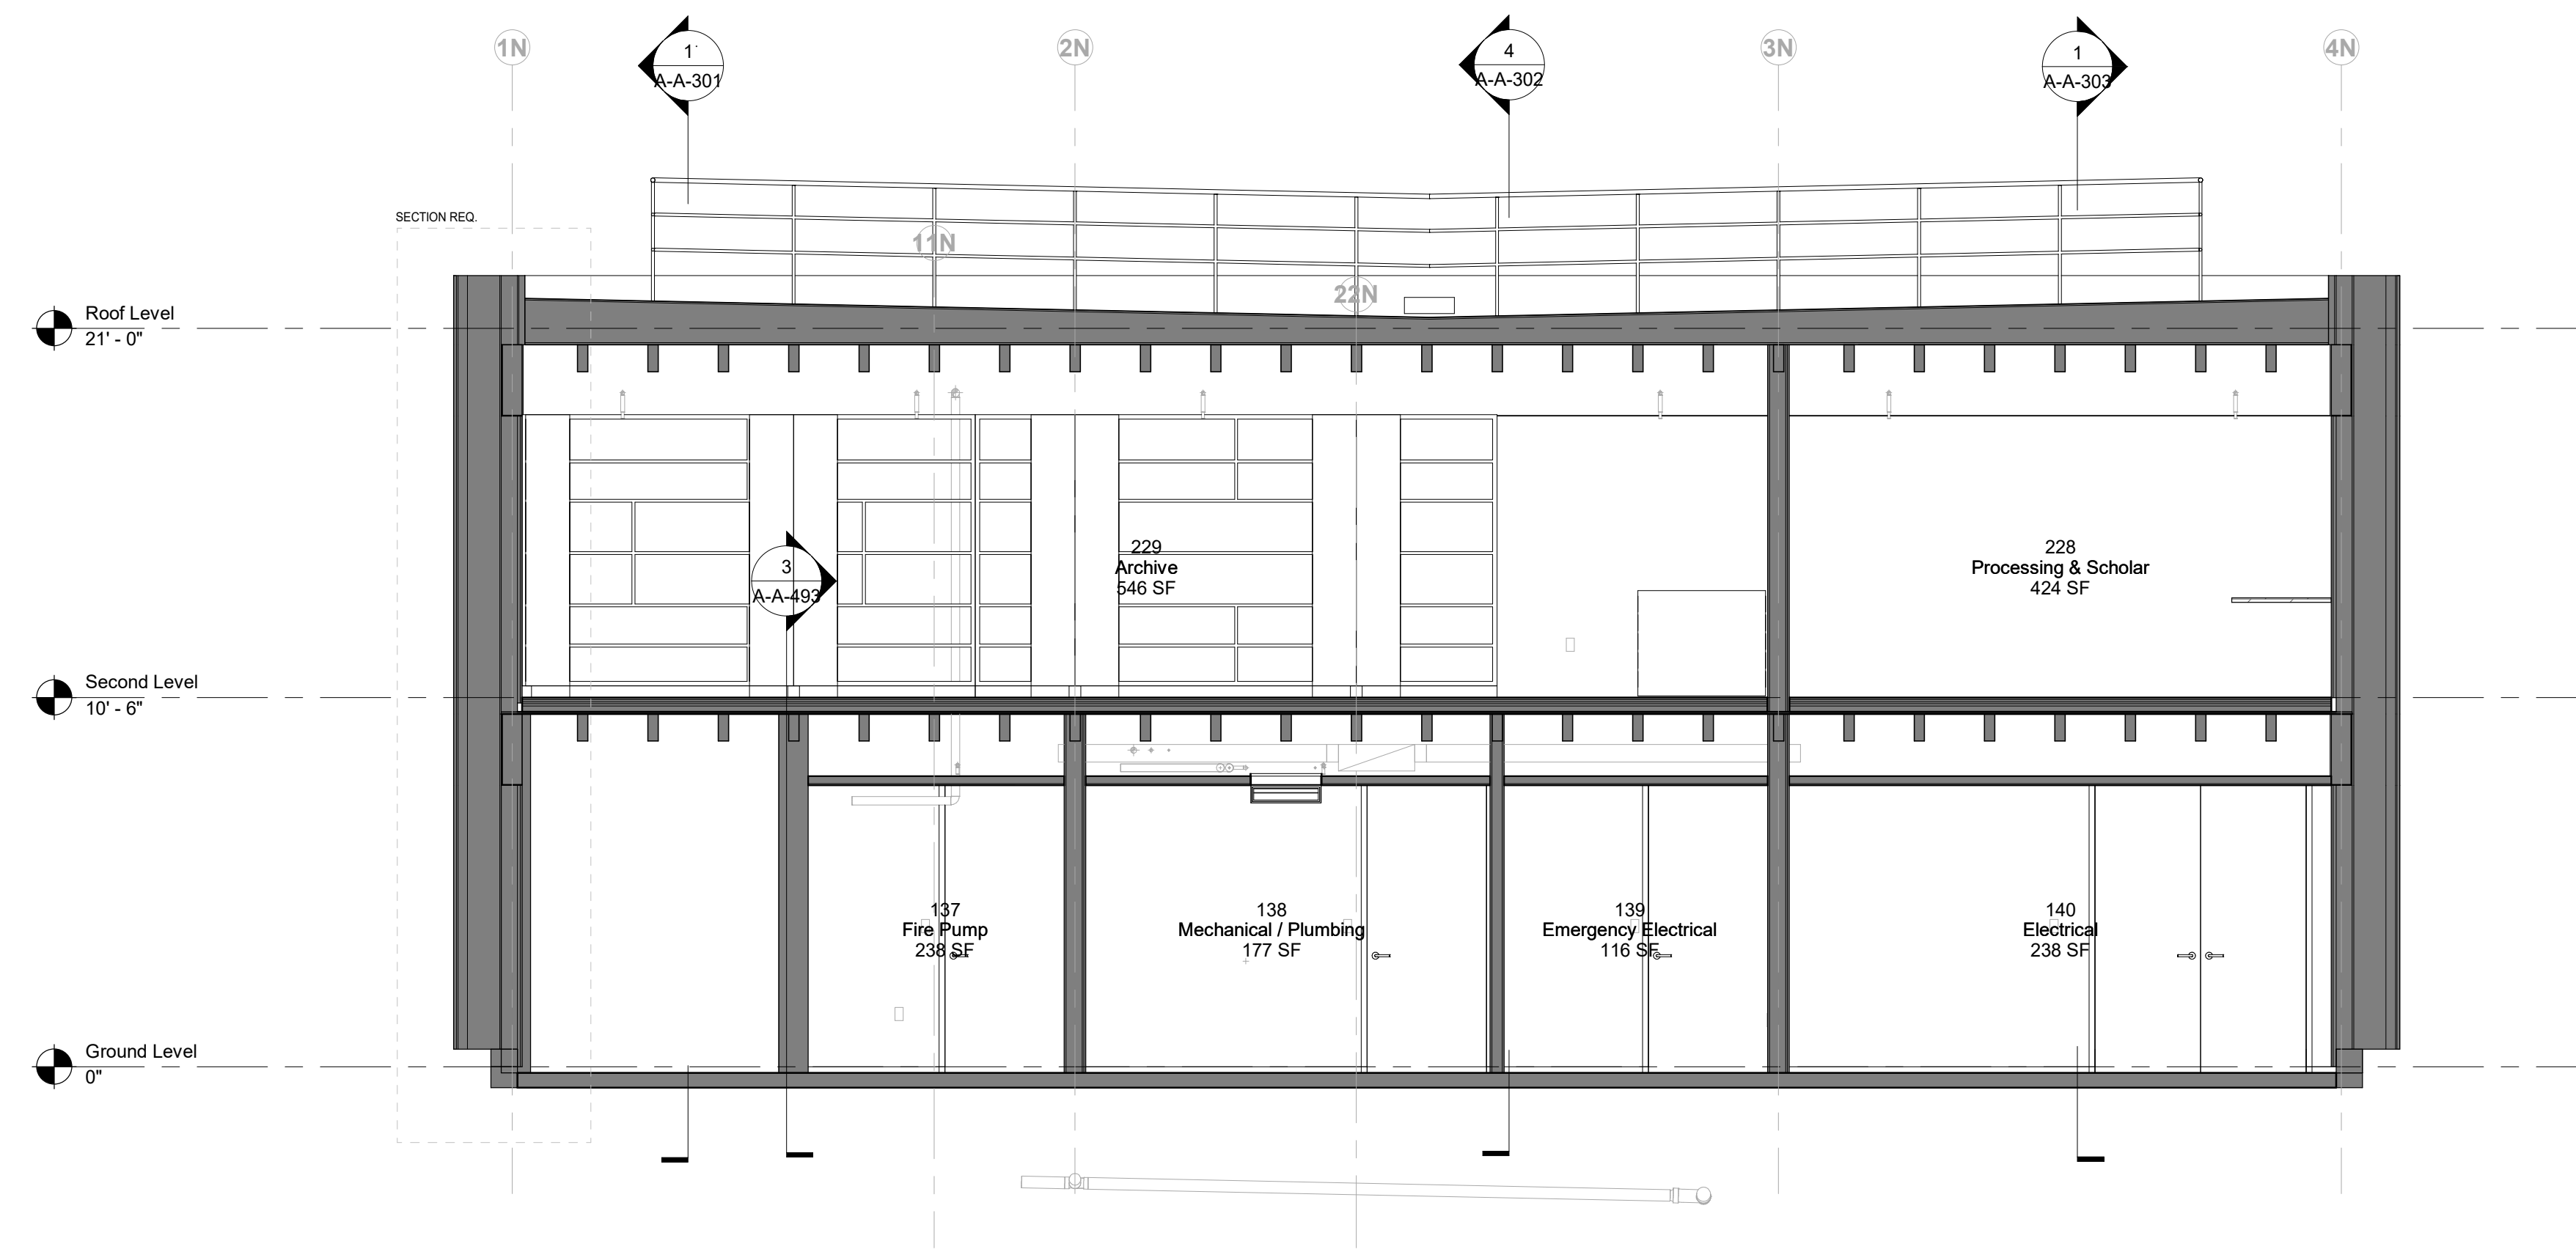 1N
1
A-A-301
2N
4
A-A-302
3N
1
A-A-303
4N
SECTION REQ.
11N
22N
Roof Level
21' - 0"
229
Archive
546 SF
228
Processing & Scholar
424 SF
3
A-A-493
Second Level
10' - 6"
137
Fire Pump
238 SF
138
Mechanical / Plumbing
177 SF
139
Emergency Electrical
116 SF
140
Electrical
238 SF
Ground Level
0"